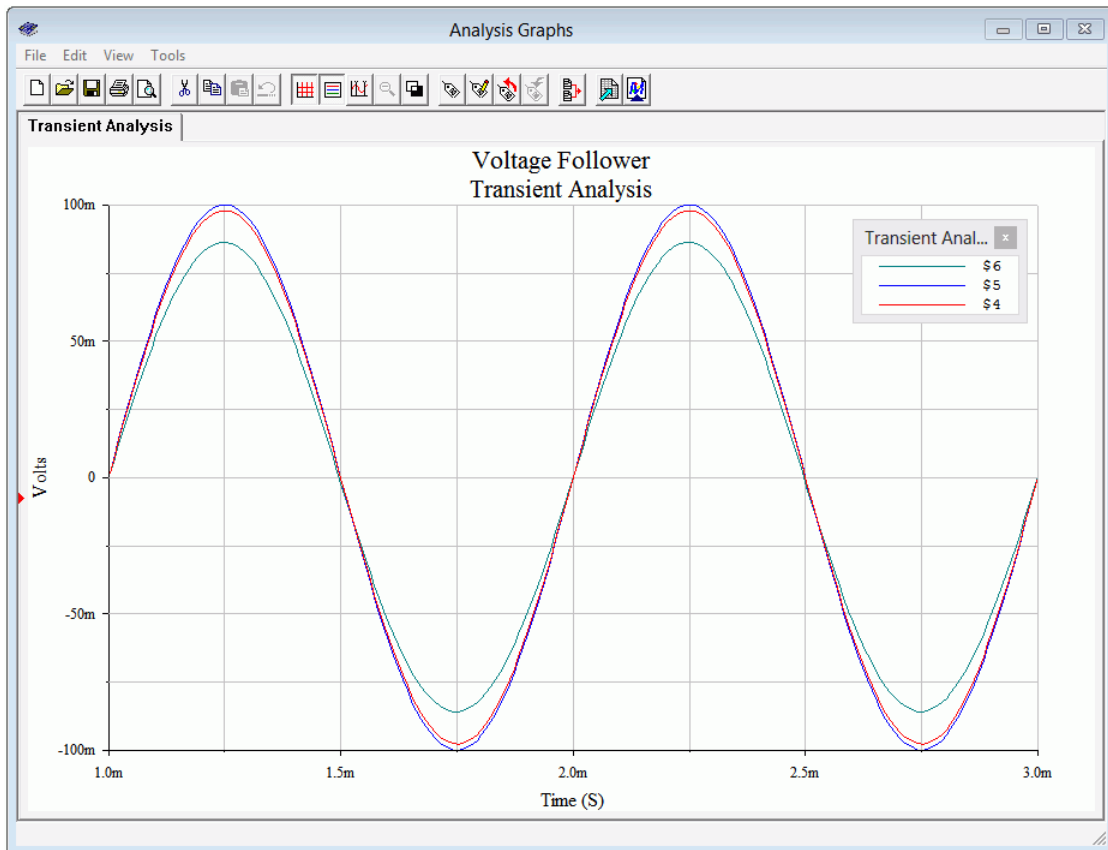 Analysis Graphs
File Edit View Tools
Transient Analysis
Voltage Follower
Transient Analysis
100m
50m
0
-50m
-100m
Volts
1.0m 1.5m 2.0m 2.5m 3.0m
Time (S)
Transient Anal... x
$6
$5
$4